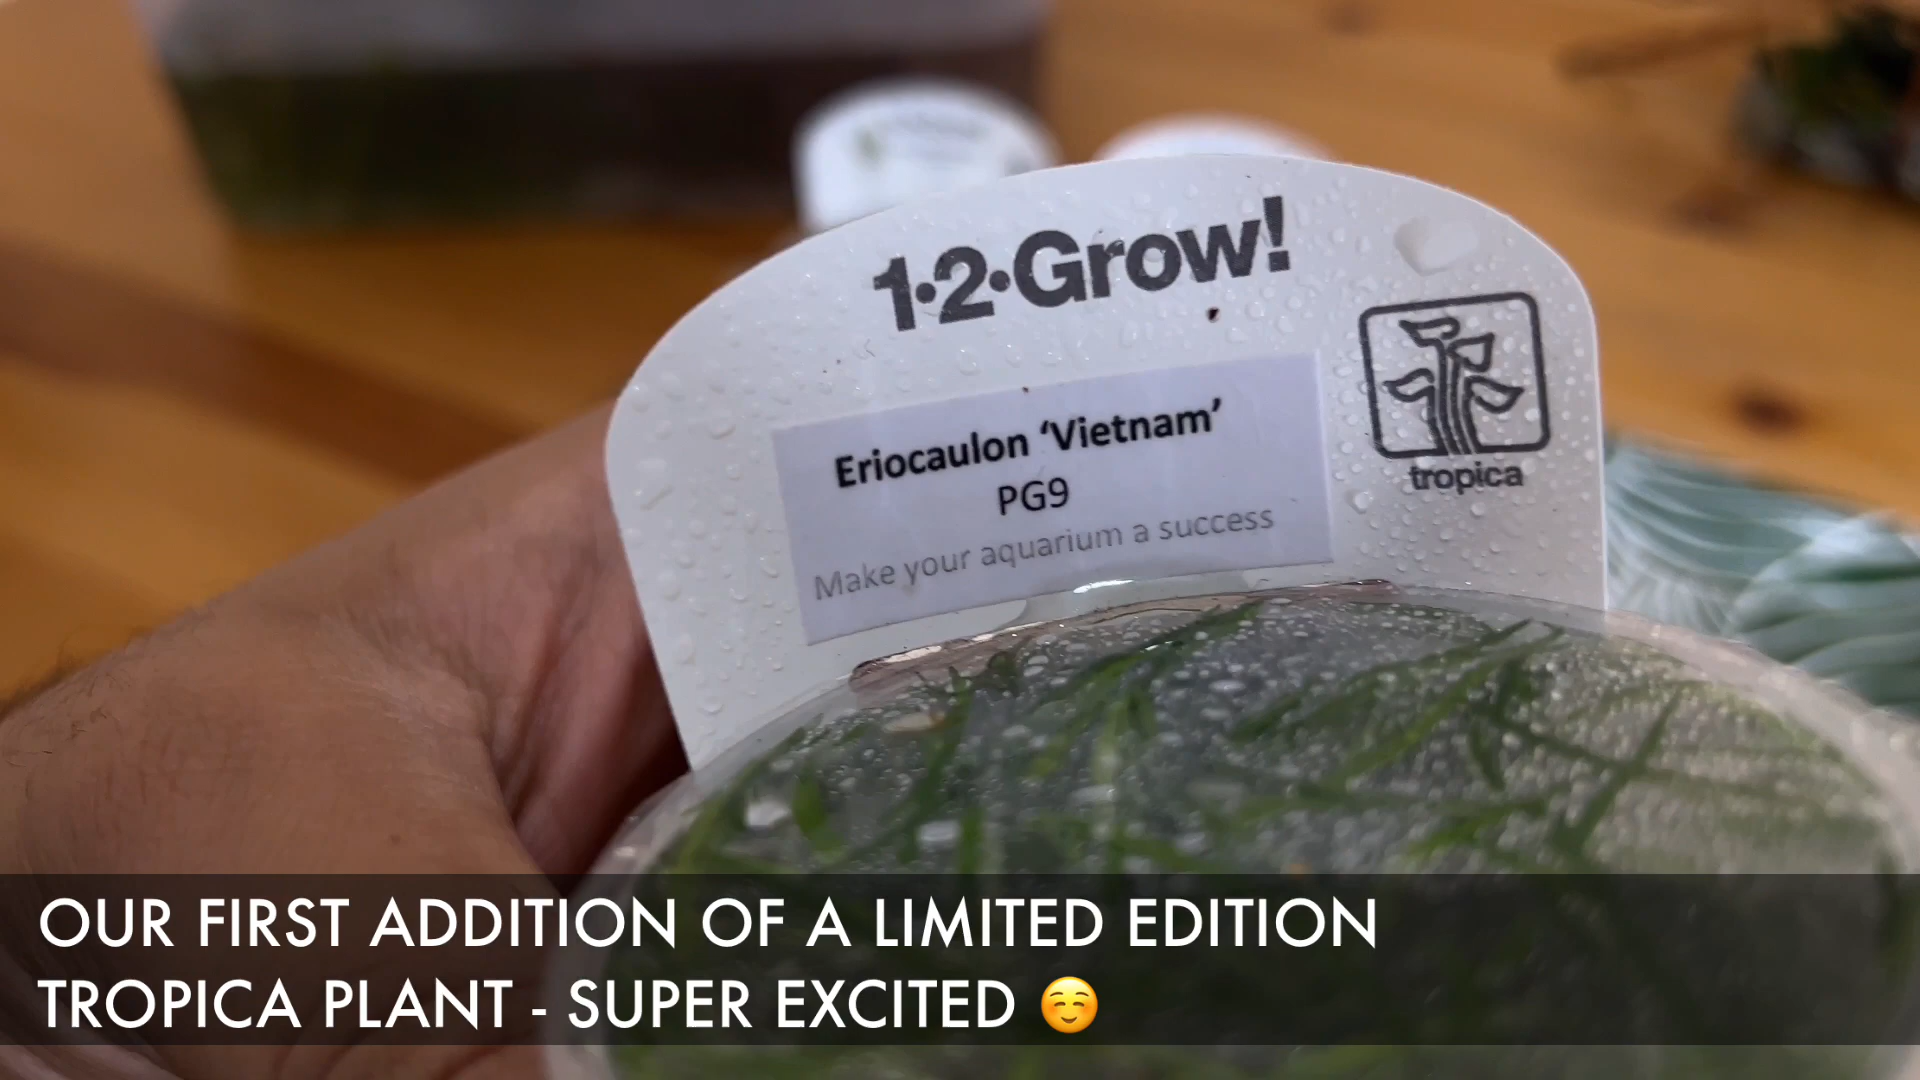 1·2·Grow!
tropica
Eriocaulon ‘Vietnam’
PG9
Make your aquarium a success
OUR FIRST ADDITION OF A LIMITED EDITION
TROPICA PLANT - SUPER EXCITED ☺️